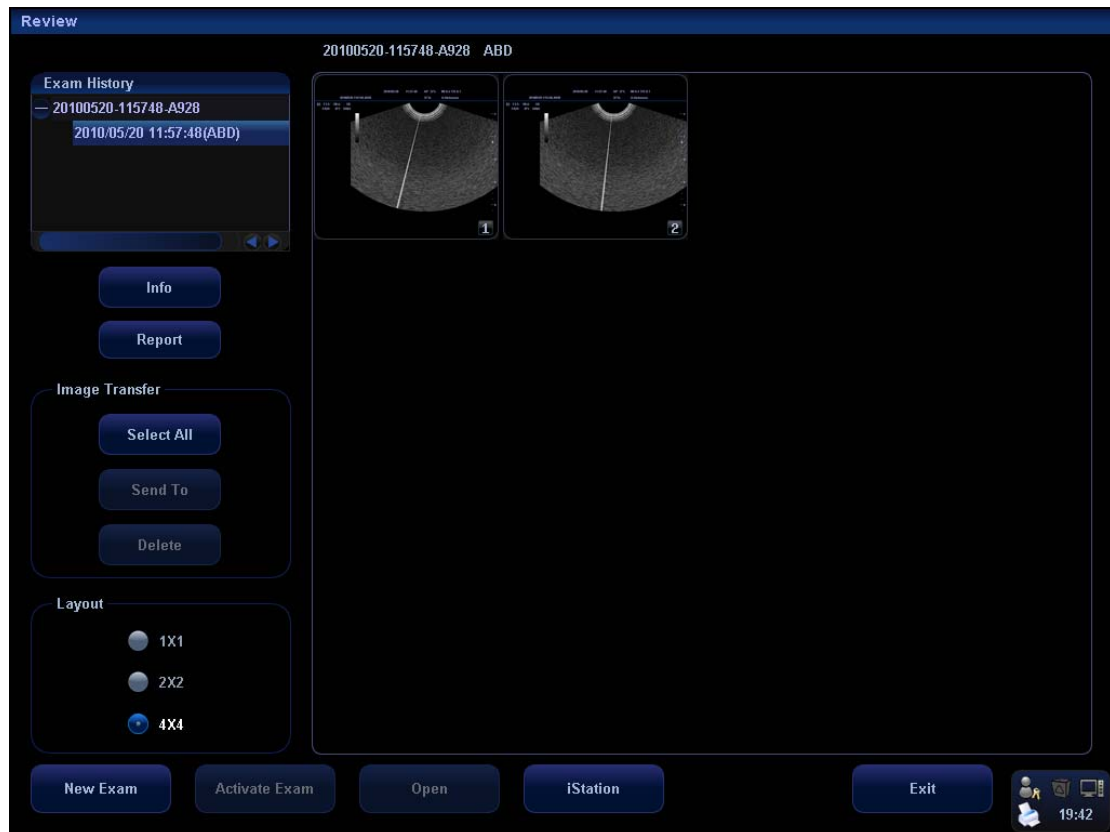 Review
20100520-115748-A928 ABD
Exam History
20100520-115748-A928
2010/05/20 11:57:48(ABD)
1
2
Info
Report
Image Transfer
Select All
Send To
Delete
Layout
1X1
2X2
4X4
New Exam
Activate Exam
Open
iStation
Exit
19:42